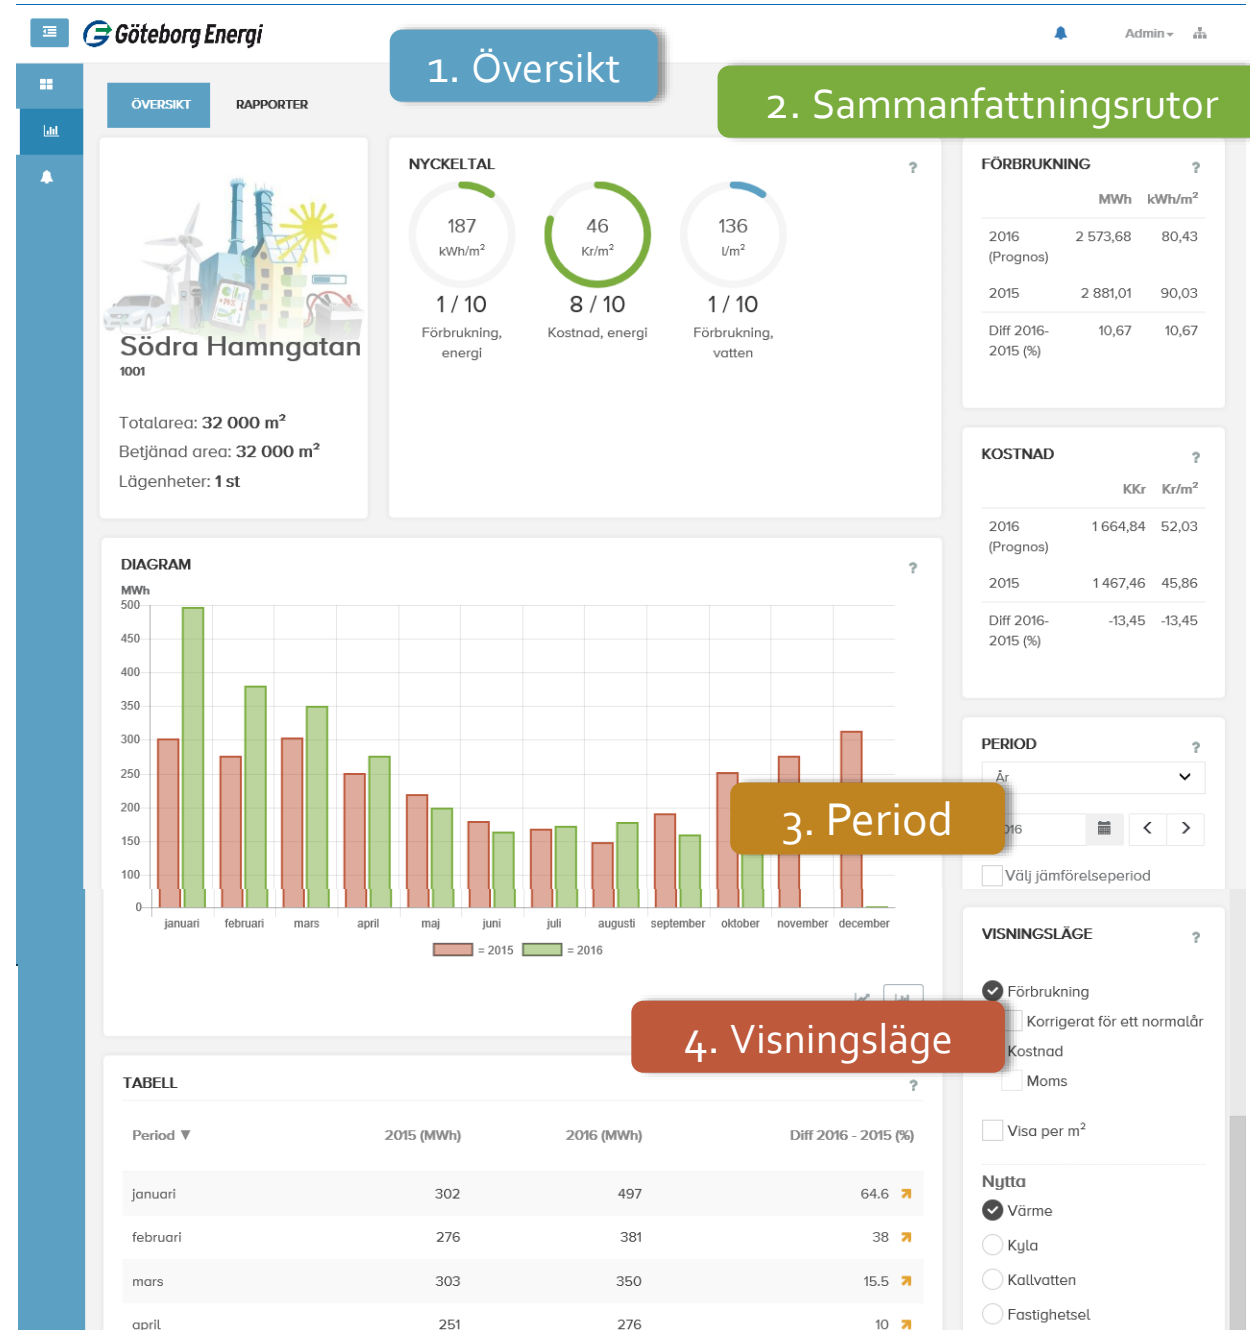 Göteborg Energi
Admin
1. Översikt
2. Sammanfattningsrutor
ÖVERSIKT
RAPPORTER
Södra Hamngatan
1001
Totalarea: 32 000 m²
Betjänad area: 32 000 m²
Lägenheter: 1 st
NYCKELTAL
?
187
kWh/m²
1 / 10
Förbrukning,
energi
46
Kr/m²
8 / 10
Kostnad, energi
136
l/m²
1 / 10
Förbrukning,
vatten
FÖRBRUKNING
?
MWh kWh/m²
2016 2 573,68 80,43
(Prognos)
2015 2 881,01 90,03
Diff 2016- 10,67 10,67
2015 (%)
KOSTNAD
?
KKr Kr/m²
2016 1 664,84 52,03
(Prognos)
2015 1 467,46 45,86
Diff 2016- -13,45 -13,45
2015 (%)
DIAGRAM
?
MWh
500
450
400
350
300
250
200
150
100
0
januari februari mars april maj juni juli augusti september oktober november december
= 2015 = 2016
PERIOD
?
År
3. Period
Välj jämförelseperiod
VISNINGSLÄGE
?
Förbrukning
Korrigerat för ett normalår
4. Visningsläge
Kostnad
Moms
Visa per m²
Nytta
Värme
Kyla
Kallvatten
Fastighetsel
TABELL
?
Period ▼ 2015 (MWh) 2016 (MWh) Diff 2016 - 2015 (%)
januari 302 497 64.6
februari 276 381 38
mars 303 350 15.5
april 251 276 10